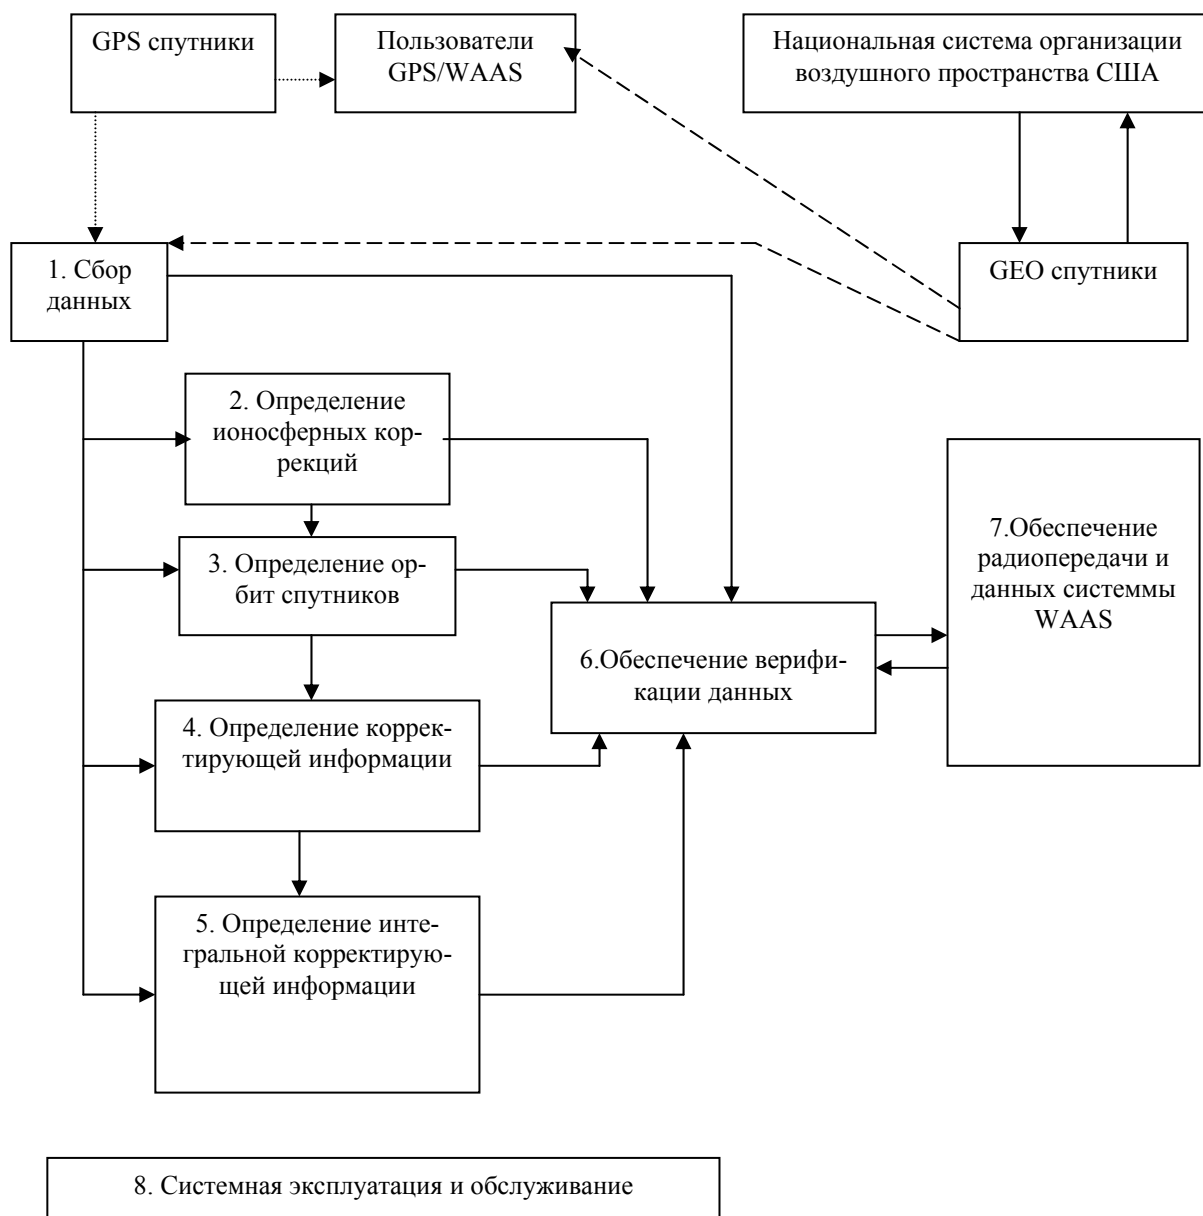 GPS спутники
Пользователи
GPS/WAAS
Национальная система организации
воздушного пространства США
1. Сбор
данных
GEO спутники
2. Определение
ионосферных кор-
рекций
3. Определение ор-
бит спутников
4. Определение коррек-
тирующей информации
5. Определение инте-
гральной корректирую-
щей информации
6.Обеспечение верифи-
кации данных
7.Обеспечение
радиопередачи и
данных системмы
WAAS
8. Системная эксплуатация и обслуживание